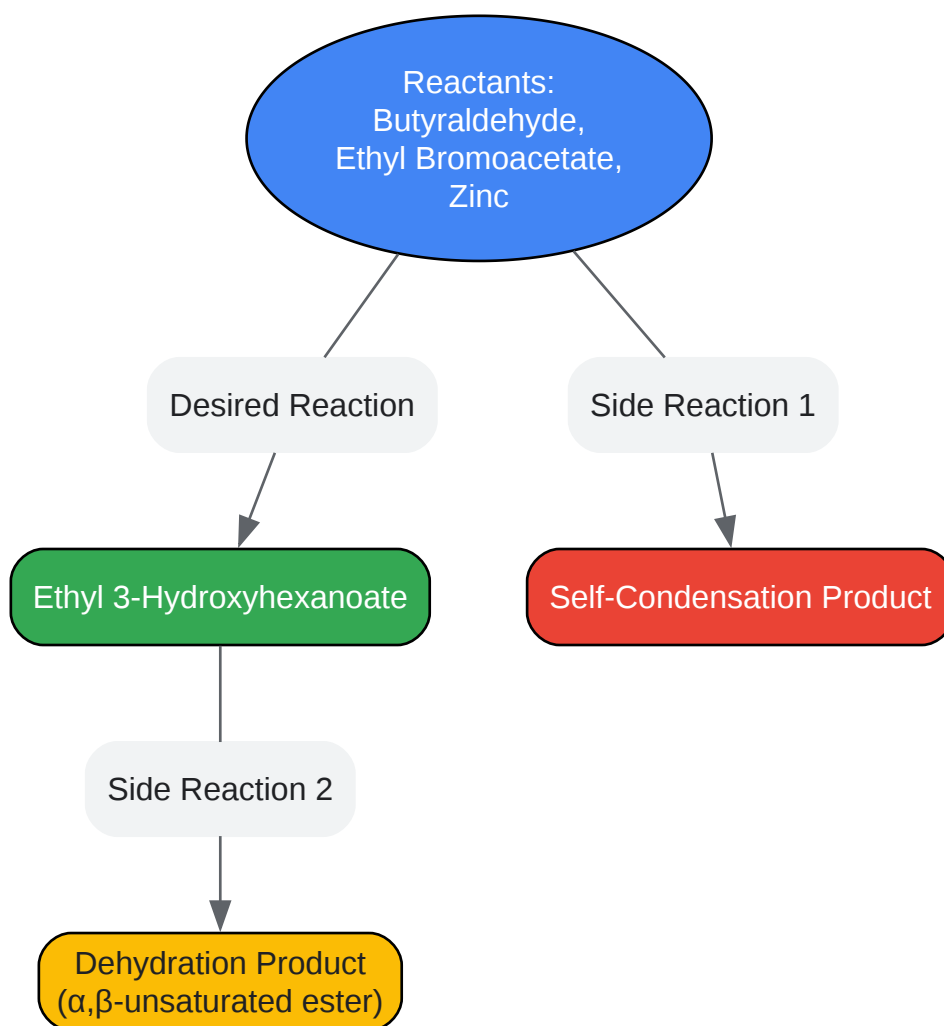 Reactants:
Butyraldehyde,
Ethyl Bromoacetate,
Zinc
Desired Reaction
Side Reaction 1
Ethyl 3-Hydroxyhexanoate
Self-Condensation Product
Side Reaction 2
Dehydration Product
(α,β-unsaturated ester)